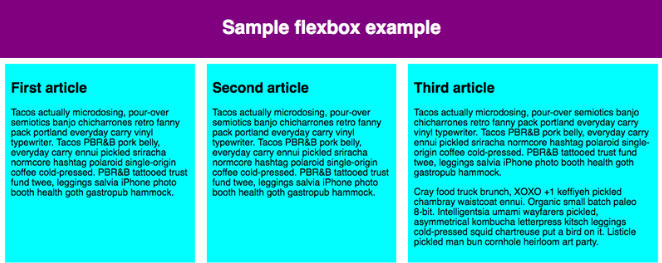 Sample flexbox example
First article
Tacos actually microdosing, pour-over
semiotics banjo chicharrones retro fanny
pack portland everyday carry vinyl
typewriter. Tacos PBR&B pork belly,
everyday carry ennui pickled sriracha
normcore hashtag polaroid single-origin
coffee cold-pressed. PBR&B tattooed trust
fund twee, leggings salvia iPhone photo
booth health goth gastropub hammock.
Second article
Tacos actually microdosing, pour-over
semiotics banjo chicharrones retro fanny
pack portland everyday carry vinyl
typewriter. Tacos PBR&B pork belly,
everyday carry ennui pickled sriracha
normcore hashtag polaroid single-origin
coffee cold-pressed. PBR&B tattooed trust
fund twee, leggings salvia iPhone photo
booth health goth gastropub hammock.
Third article
Tacos actually microdosing, pour-over semiotics banjo
chicharrones retro fanny pack portland everyday carry
vinyl typewriter. Tacos PBR&B pork belly, everyday carry
ennui pickled sriracha normcore hashtag polaroid single-
origin coffee cold-pressed. PBR&B tattooed trust fund
twee, leggings salvia iPhone photo booth health goth
gastropub hammock.
Cray food truck brunch, XOXO +1 keffiyeh pickled
chambray waistcoat ennui. Organic small batch paleo
8-bit. Intelligentsia umami wayfarers pickled,
asymmetrical kombucha letterpress kitsch leggings
cold-pressed squid chartreuse put a bird on it. Listicle
pickled man bun cornhole heirloom art party.